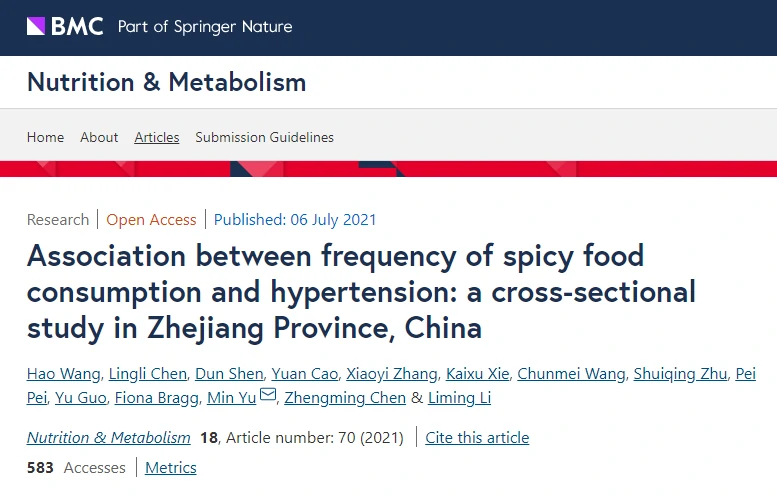 BMC Part of Springer Nature
Nutrition & Metabolism
Home About Articles Submission Guidelines
Research | Open Access | Published: 06 July 2021
Association between frequency of spicy food
consumption and hypertension: a cross-sectional
study in Zhejiang Province, China
Hao Wang, Lingli Chen, Dun Shen, Yuan Cao, Xiaoyi Zhang, Kaixu Xie, Chunmei Wang, Shuiqing Zhu, Pei
Pei, Yu Guo, Fiona Bragg, Min Yu, Zhengming Chen & Liming Li
Nutrition & Metabolism 18, Article number: 70 (2021) | Cite this article
583 Accesses | Metrics